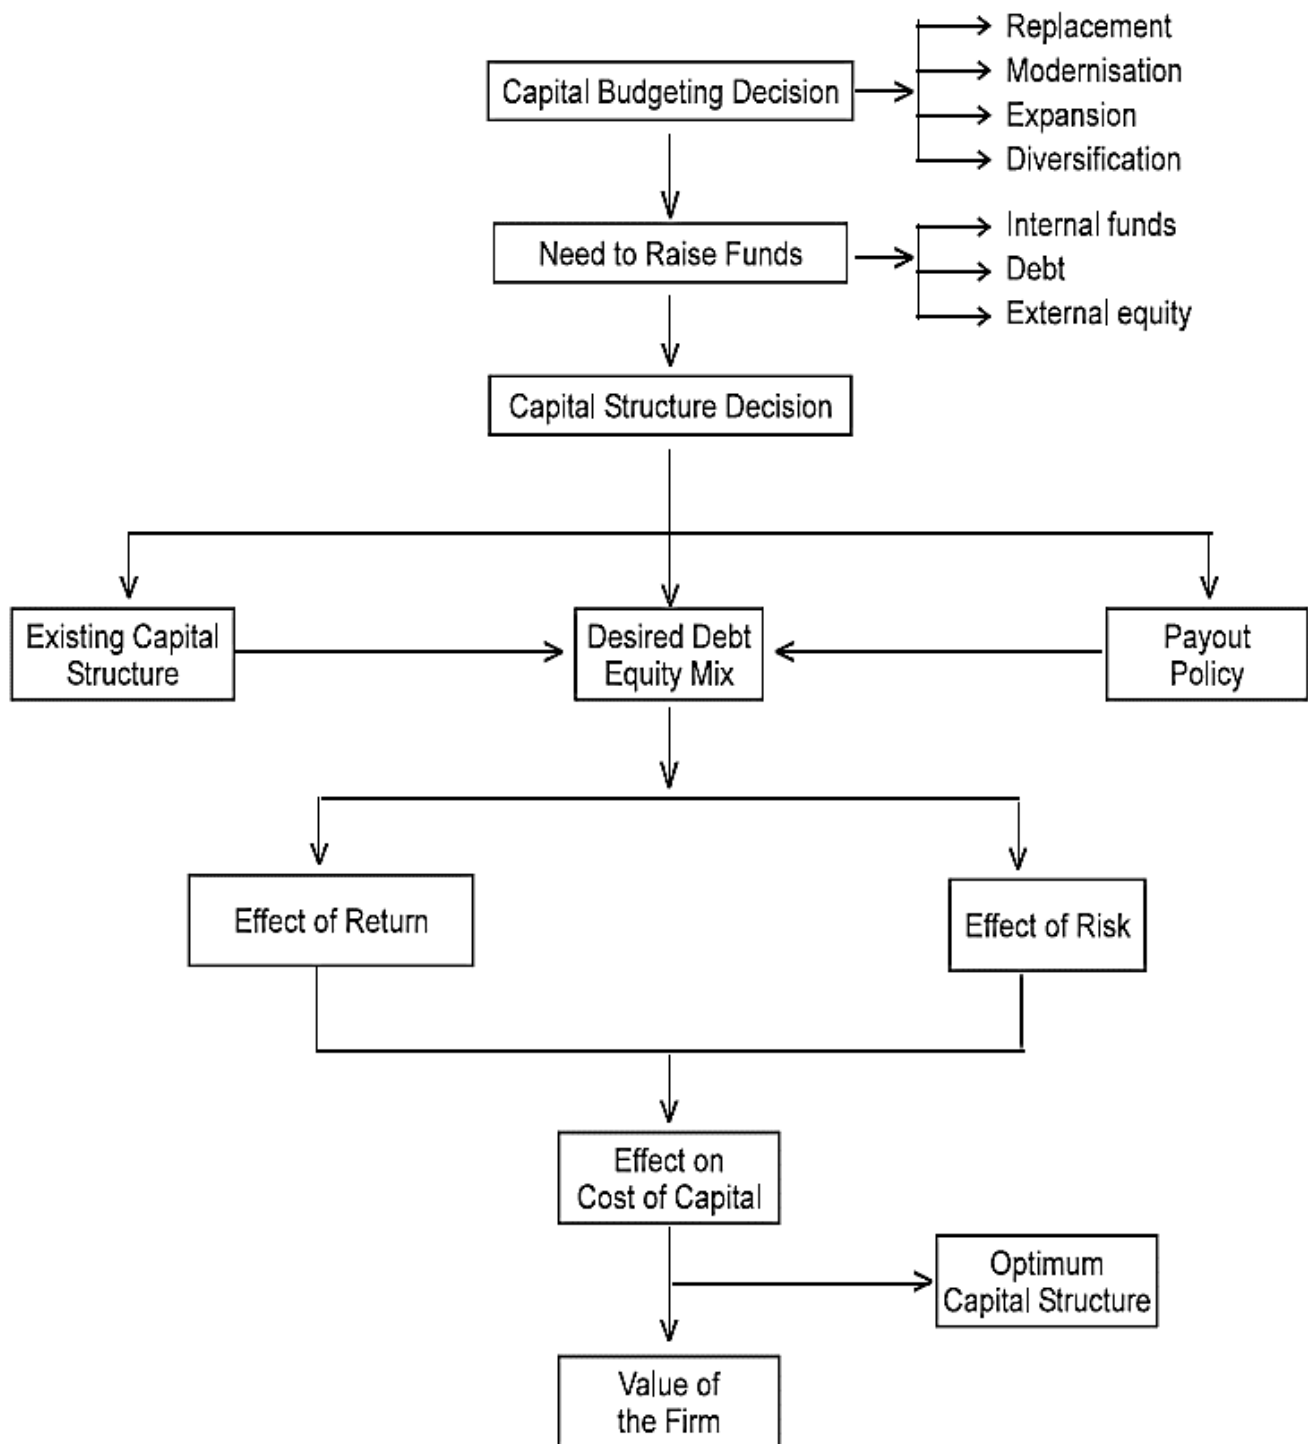 Capital Budgeting Decision
Replacement
Modernisation
Expansion
Diversification
Need to Raise Funds
Internal funds
Debt
External equity
Capital Structure Decision
Existing Capital
Structure
Desired Debt
Equity Mix
Payout
Policy
Effect of Return
Effect of Risk
Effect on
Cost of Capital
Optimum
Capital Structure
Value of
the Firm